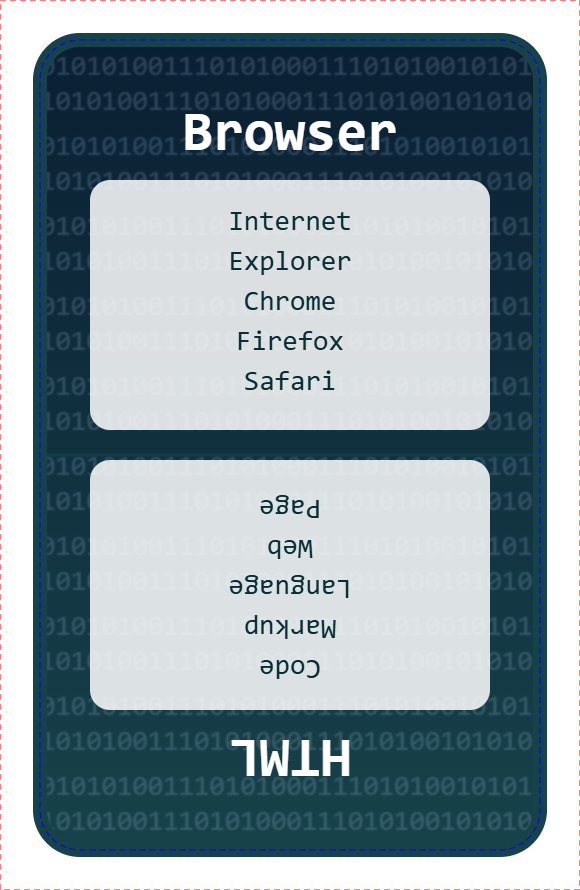 Browser
Internet
Explorer
Chrome
Firefox
Safari
HTML
Code
Markup
Language
Web
Page